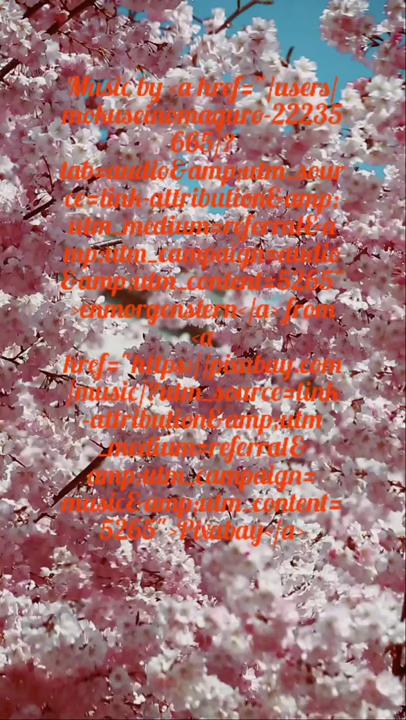 Music by <a href="/users/
mokuseinomaguro-22235
665/?
tab=audio&amp;utm_sour
ce=link-attribution&amp;
utm_medium=referral&a
mp;utm_campaign=audio
&amp;utm_content=5265"
>enmorgenstern</a> from
<a
href="https://pixabay.com
/music/?utm_source=link
-attribution&amp;utm
_medium=referral&
amp;utm_campaign=
music&amp;utm_content=
5265">Pixabay</a>